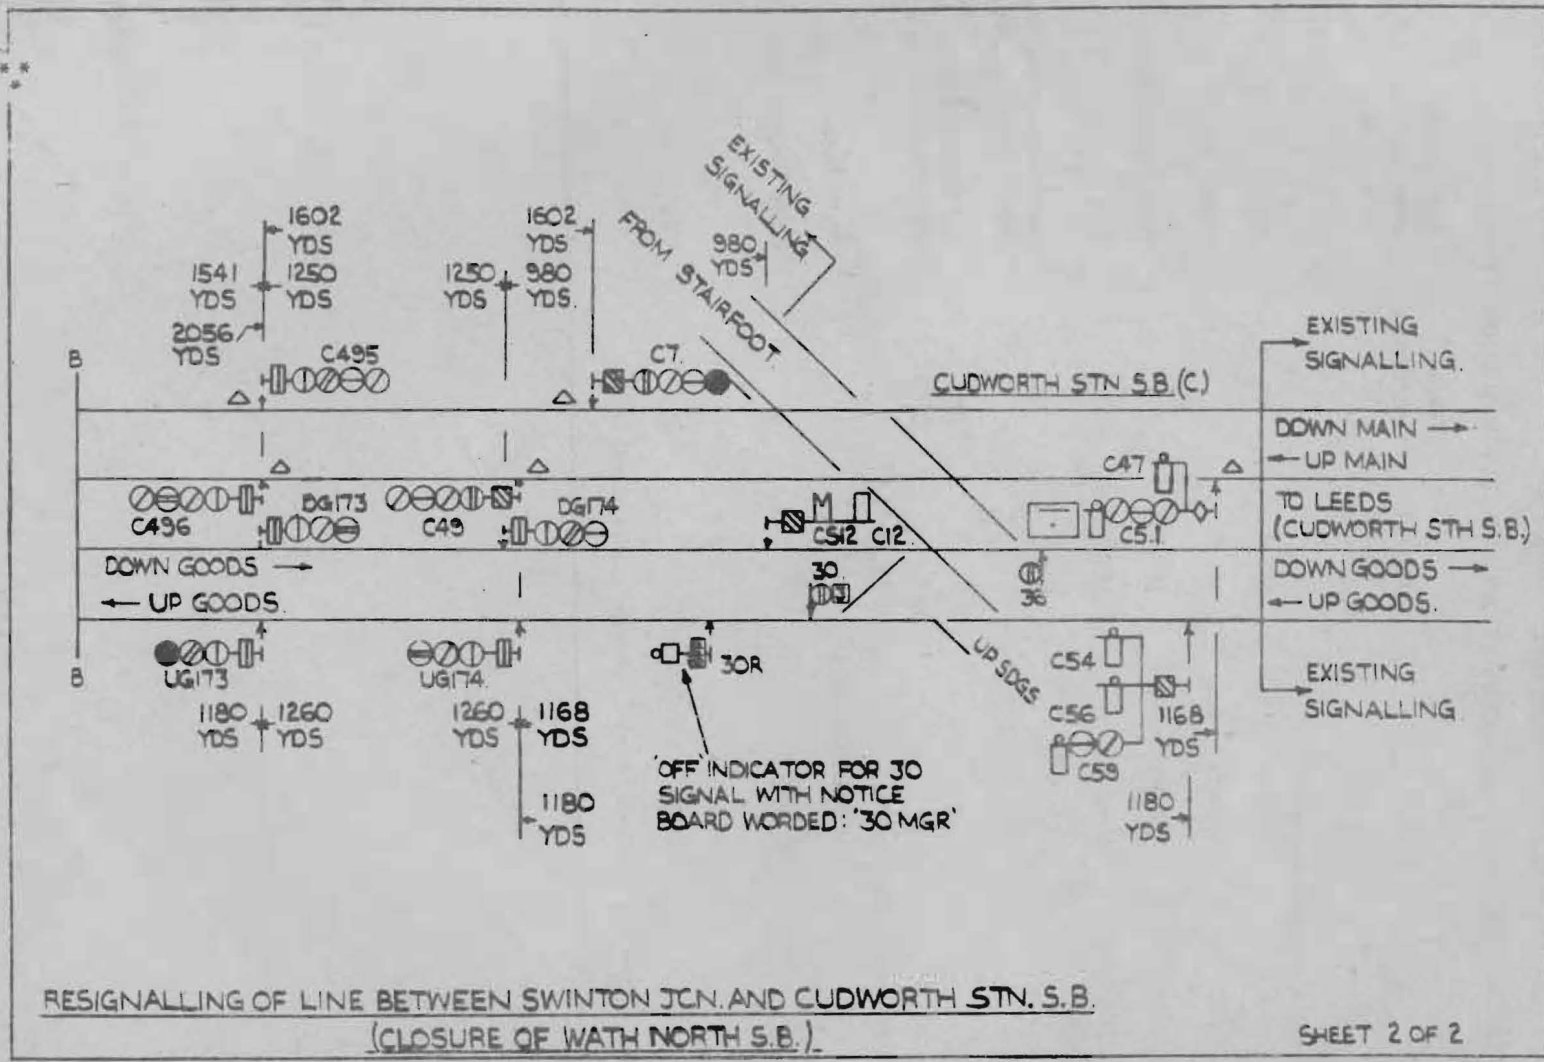 * *
*
EXISTING
SIGNALLING
FROM STAIRFOOT
1602
YDS
1602
YDS
980
YDS
1541
YDS
1250
YDS
1250
YDS
980
YDS.
2056
YDS
EXISTING
SIGNALLING.
B
C495
C7.
CUDWORTH STN S.B.(C)
DOWN MAIN →
← UP MAIN
C47
C496
DG173
C49
DG174
M
CS12 C12.
C51
TO LEEDS
(CUDWORTH STH S.B.)
DOWN GOODS →
← UP GOODS.
30.
J
36
DOWN GOODS →
← UP GOODS.
B
UG173
UG174.
30R
UP SDGS
C54
C56
C59
EXISTING
SIGNALLING
1180
YDS
1260
YDS
1260
YDS
1168
YDS
1168
YDS
'OFF' INDICATOR FOR 30
SIGNAL WITH NOTICE
BOARD WORDED: '30 MGR'
1180
YDS
1180
YDS
RESIGNALLING OF LINE BETWEEN SWINTON JCN. AND CUDWORTH STN. S.B.
(CLOSURE OF WATH NORTH S.B.)
SHEET 2 OF 2